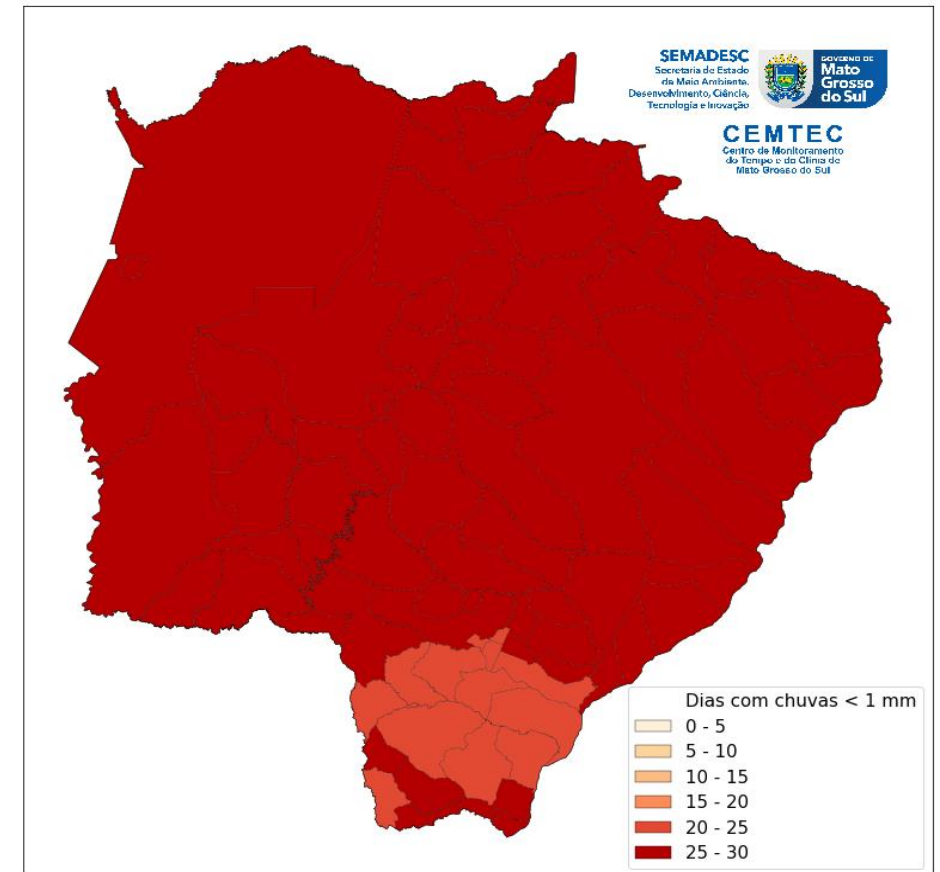 SEMADESC
Secretaria de Estado
de Meio Ambiente,
Desenvolvimento, Ciência,
Tecnologia e Inovação
GOVERNO DE
Mato
Grosso
do Sul
CEMTEC
Centro de Monitoramento
do Tempo e do Clima de
Mato Grosso do Sul
Dias com chuvas < 1 mm
0 - 5
5 - 10
10 - 15
15 - 20
20 - 25
25 - 30